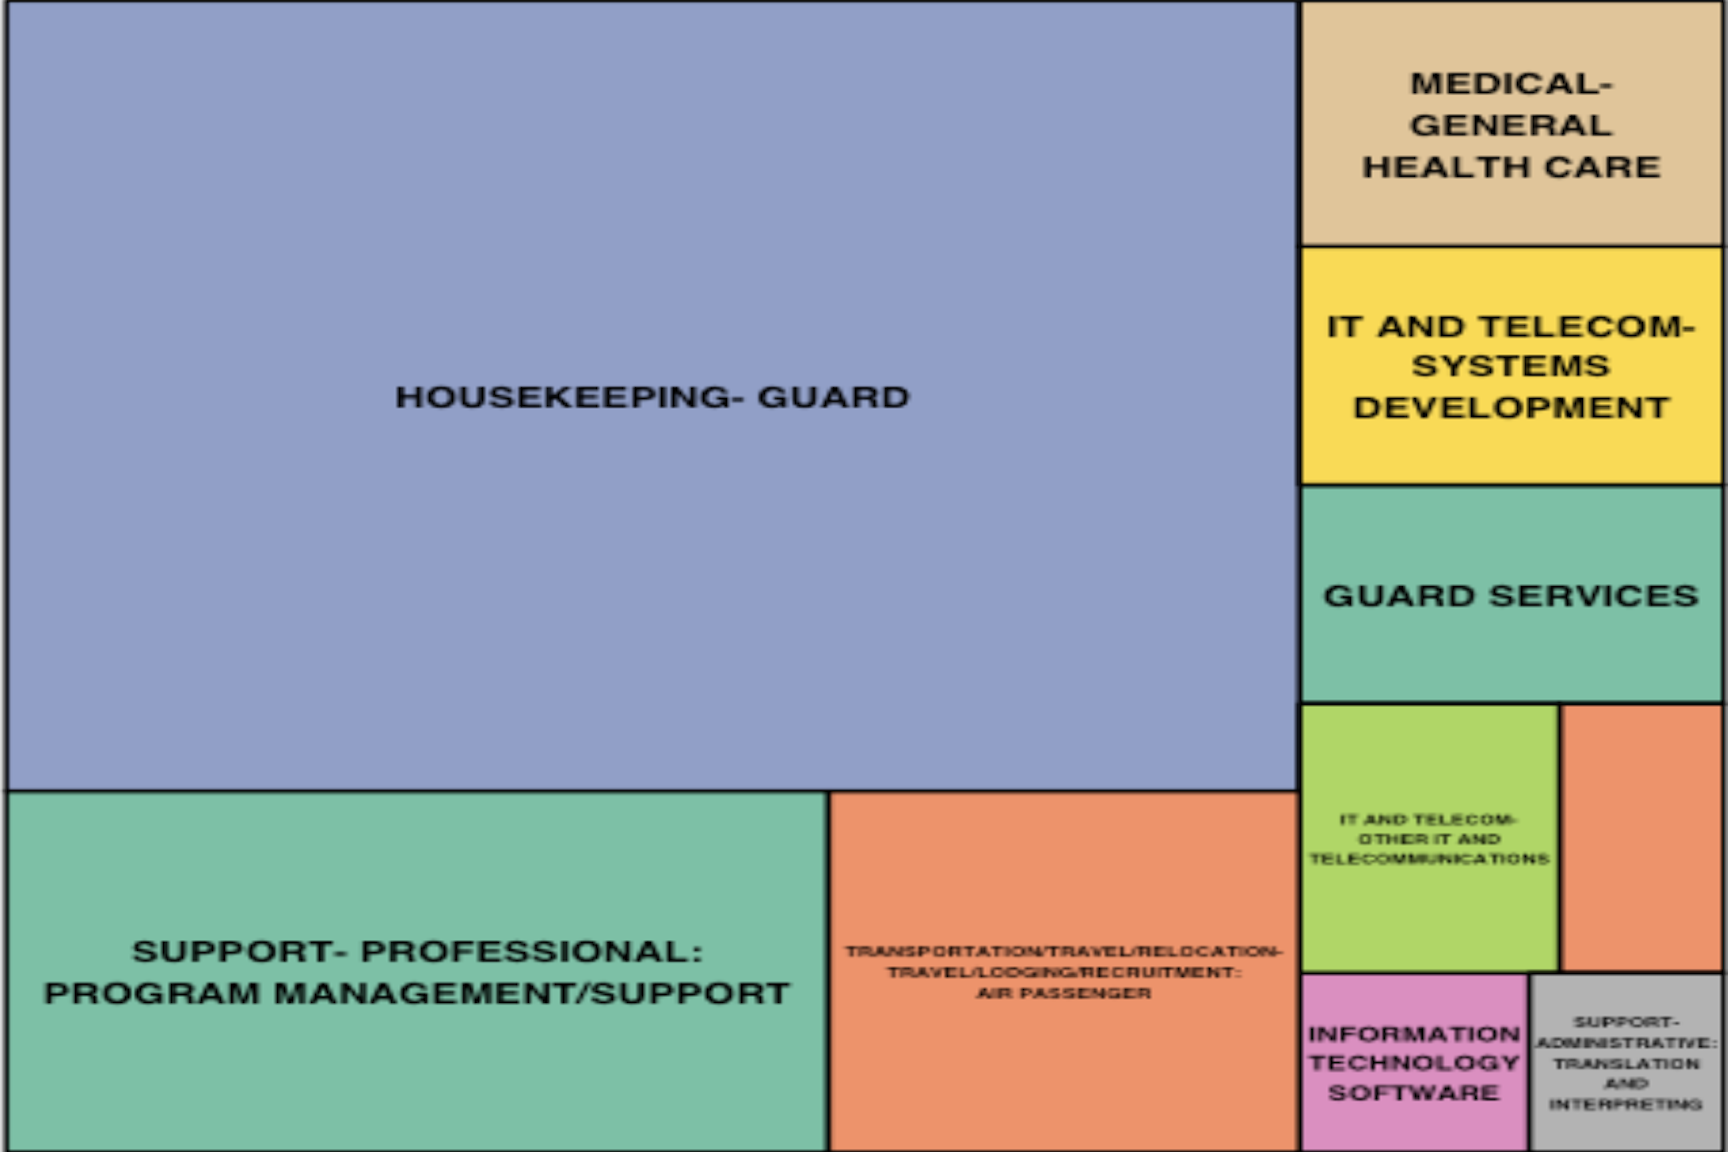 HOUSEKEEPING- GUARD
MEDICAL-
GENERAL
HEALTH CARE
IT AND TELECOM-
SYSTEMS
DEVELOPMENT
GUARD SERVICES
IT AND TELECOM-
OTHER IT AND
TELECOMMUNICATIONS
SUPPORT- PROFESSIONAL:
PROGRAM MANAGEMENT/SUPPORT
TRANSPORTATION/TRAVEL/RELOCATION-
TRAVEL/LODGING/RECRUITMENT:
AIR PASSENGER
INFORMATION
TECHNOLOGY
SOFTWARE
SUPPORT-
ADMINISTRATIVE:
TRANSLATION
AND
INTERPRETING